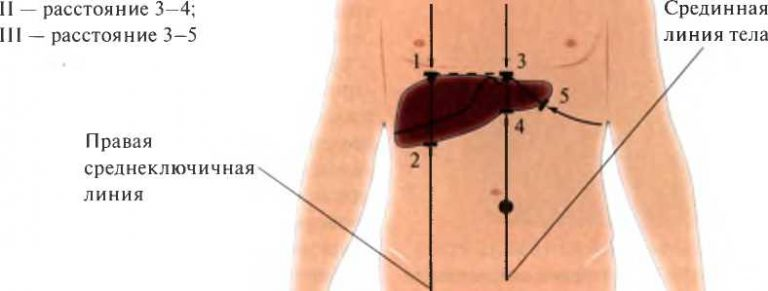 II — расстояние 3–4;
III — расстояние 3–5
Срединная
линия тела
1
3
5
4
2
Правая
среднеключичная
линия